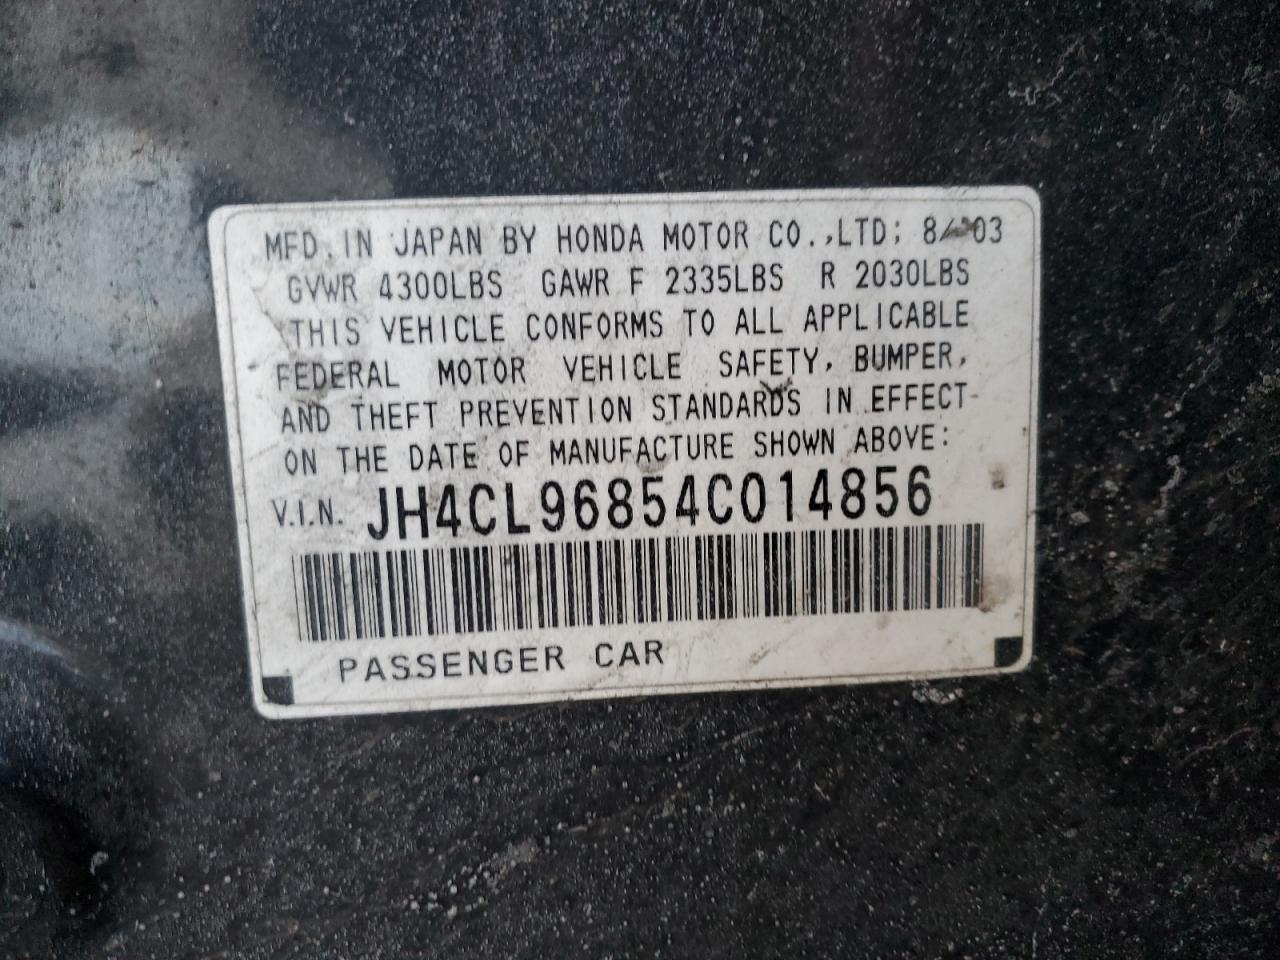 MFD. IN JAPAN BY HONDA MOTOR CO.,LTD; 8/03
GVWR 4300LBS GAWR F 2335LBS R 2030LBS
THIS VEHICLE CONFORMS TO ALL APPLICABLE
FEDERAL MOTOR VEHICLE SAFETY, BUMPER,
AND THEFT PREVENTION STANDARDS IN EFFECT
ON THE DATE OF MANUFACTURE SHOWN ABOVE:
V.I.N. JH4CL96854C014856
PASSENGER CAR